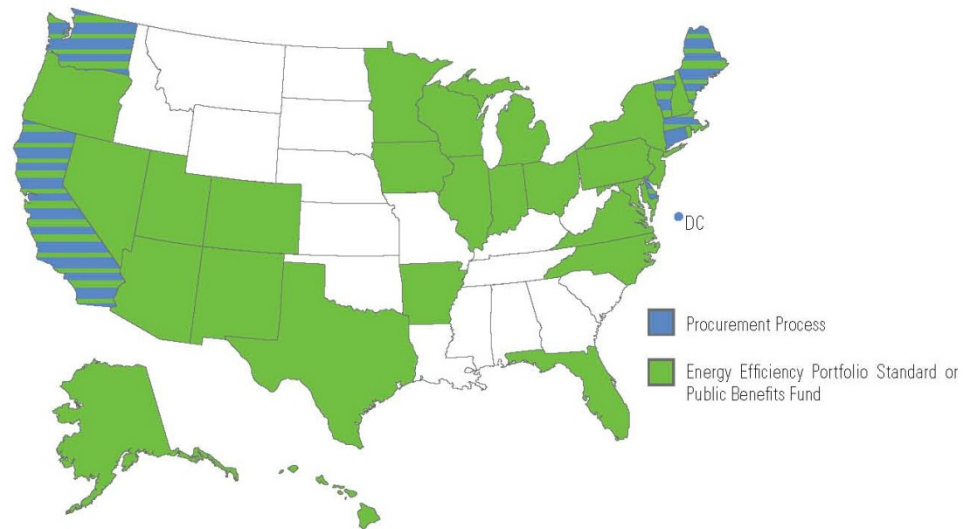 DC
Procurement Process
Energy Efficiency Portfolio Standard or
Public Benefits Fund